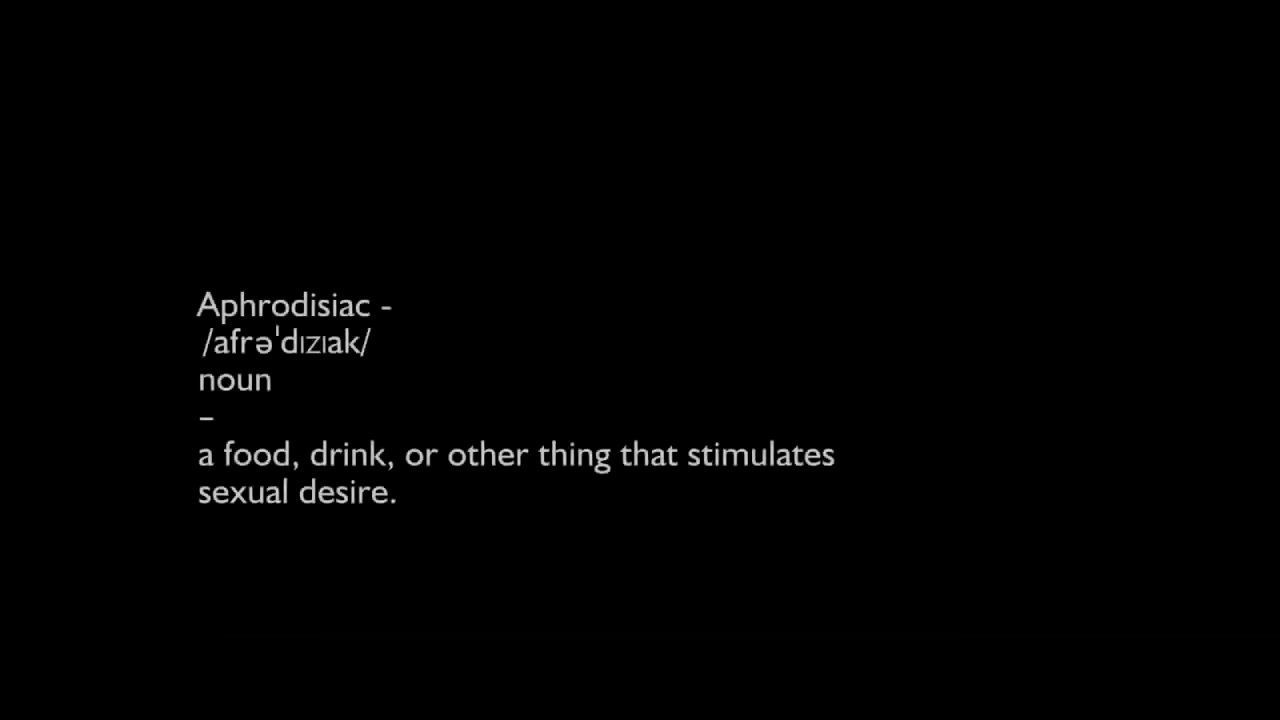 Aphrodisiac -
/afrəˈdɪzɪak/
noun
–
a food, drink, or other thing that stimulates
sexual desire.